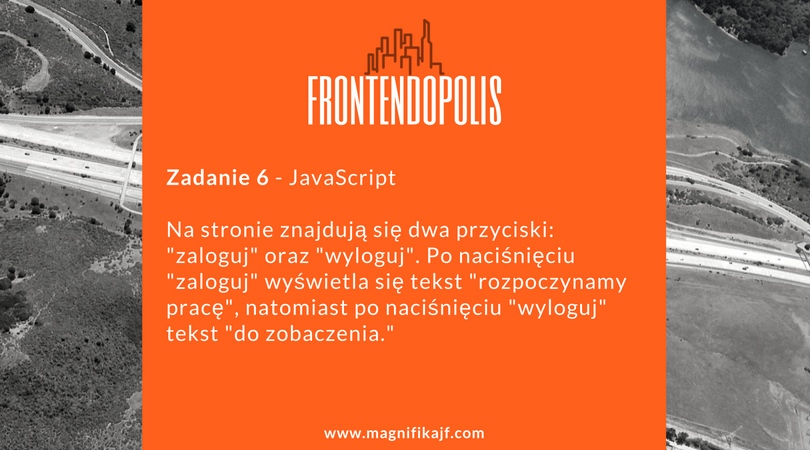 FRONTENDOPOLIS
Zadanie 6 - JavaScript
Na stronie znajdują się dwa przyciski:
"zaloguj" oraz "wyloguj". Po naciśnięciu
"zaloguj" wyświetla się tekst "rozpoczynamy
pracę", natomiast po naciśnięciu "wyloguj"
tekst "do zobaczenia."
www.magnifikajf.com